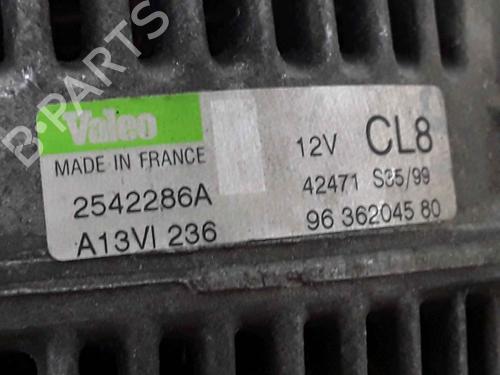 B-PARTS
Valeo
MADE IN FRANCE
12V CL8
2542286A
42471 S35/99
A13VI 236
96 362045 80